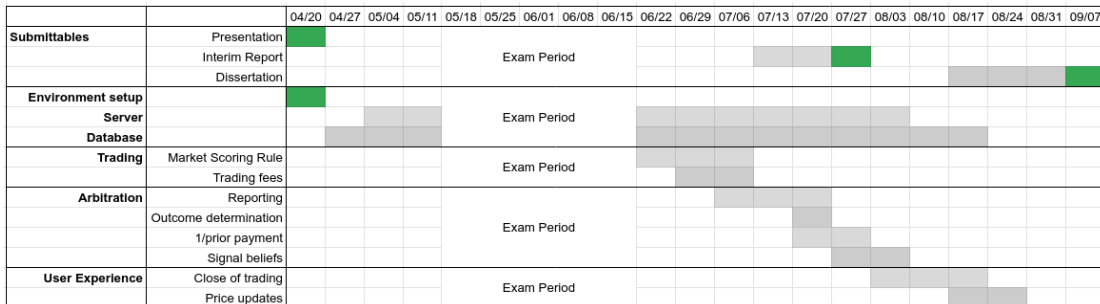 04/20 04/27 05/04 05/11 05/18 05/25 06/01 06/08 06/15 06/22 06/29 07/06 07/13 07/20 07/27 08/03 08/10 08/17 08/24 08/31 09/07
Submittables Presentation
Interim Report Exam Period
Dissertation
Environment setup
Server Exam Period
Database
Trading Market Scoring Rule
Exam Period
Trading fees
Arbitration Reporting
Outcome determination
Exam Period
1/prior payment
Signal beliefs
User Experience Close of trading
Exam Period
Price updates